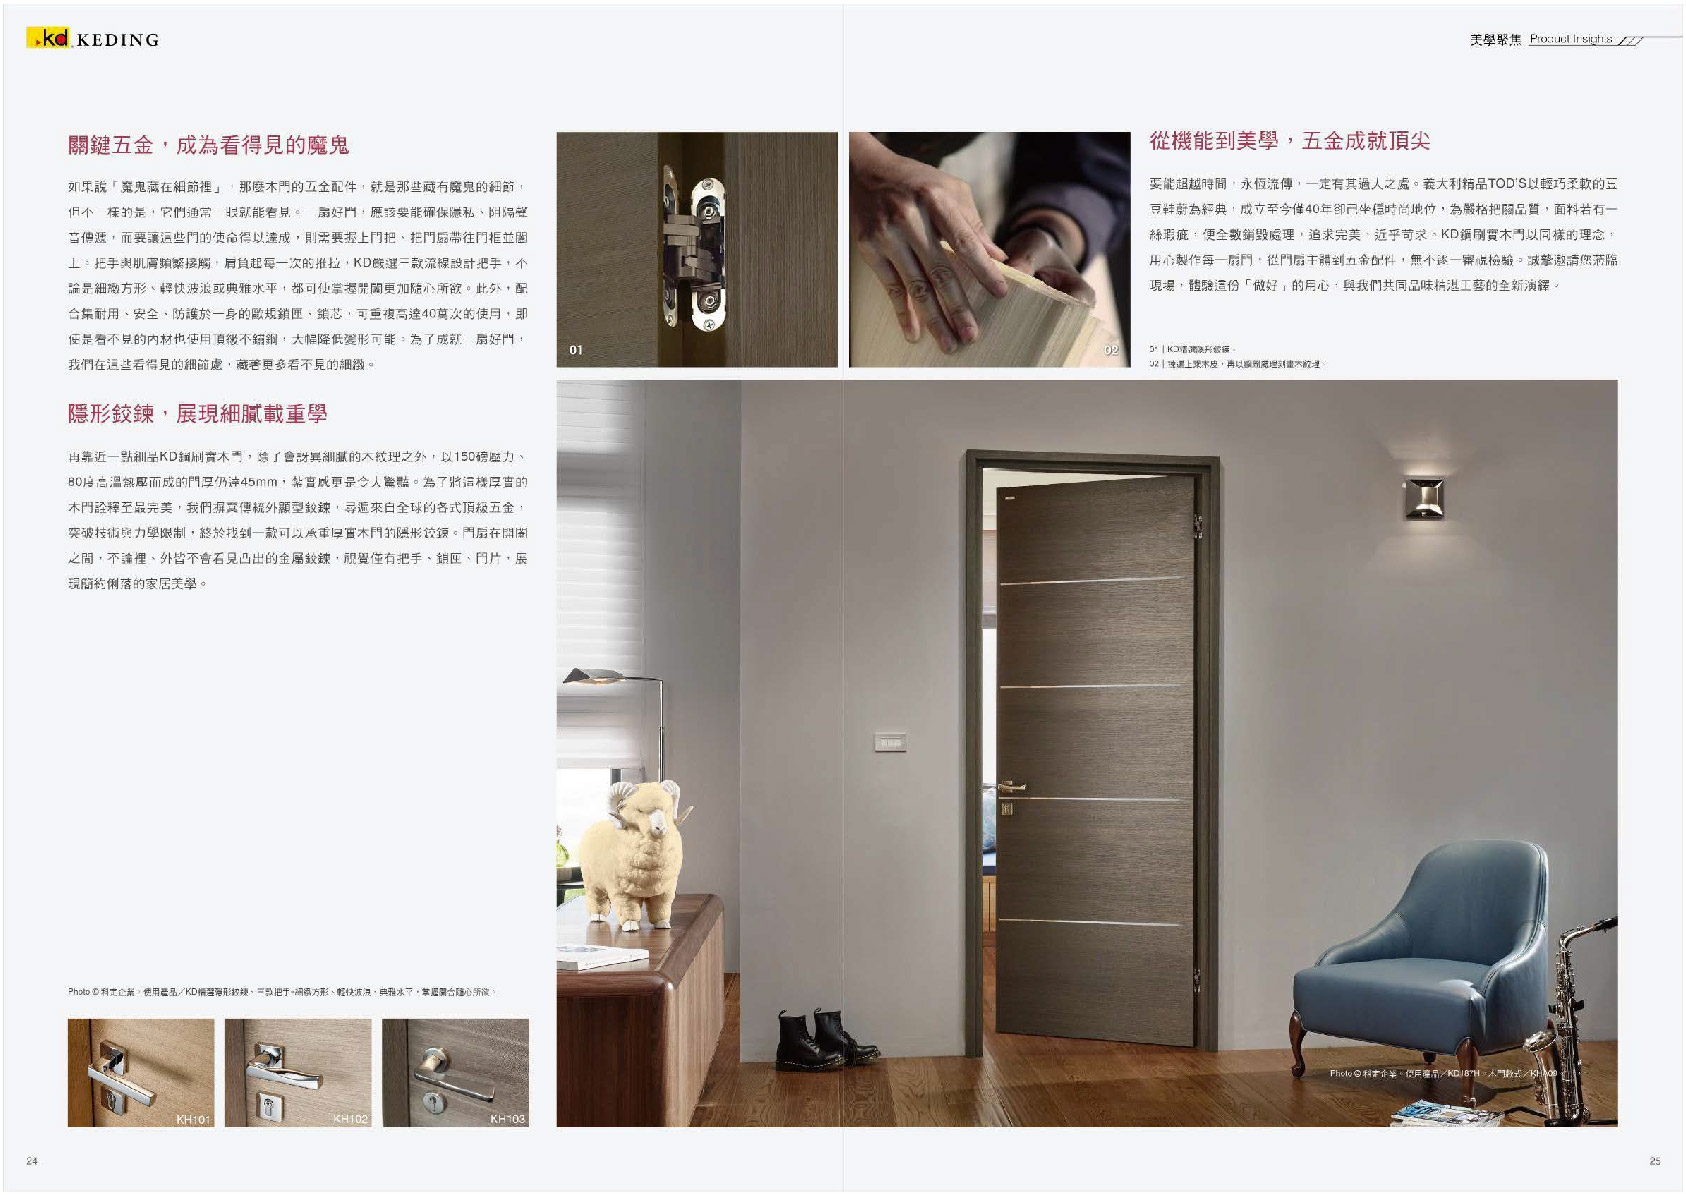 kd KEDING
美學聚焦 Product Insights
關鍵五金，成為看得見的魔鬼
如果說「魔鬼藏在細節裡」，那麼木門的五金配件，就是那些藏有魔鬼的細節，
但不一樣的是，它們通常一眼就能看見。一扇好門，應該要能確保隱私、阻隔聲
音傳遞，而要讓這些門的使命得以達成，則需要握上門把、把門扇帶往門框並闔
上。把手與肌膚頻繁接觸，肩負起每一次的推拉，KD嚴選三款流線設計把手，不
論是細緻方形、輕快波浪或典雅水平，都可使掌握開關更加隨心所欲。此外，配
合集耐用、安全、防護於一身的歐規鎖匣、鎖芯，可重複高達40萬次的使用，即
便是看不見的內材也使用頂級不鏽鋼，大幅降低變形可能。為了成就一扇好門，
我們在這些看得見的細節處，藏著更多看不見的細緻。
隱形鉸鍊，展現細膩載重學
再靠近一點細品KD鋼刷實木門，除了會訝異細膩的木紋理之外，以150磅壓力、
80度高溫熱壓而成的門厚仍達45mm，紮實感更是令人驚豔。為了將這樣厚實的
木門詮釋至最完美，我們摒棄傳統外顯型鉸鍊，尋遍來自全球的各式頂級五金，
突破技術與力學限制，終於找到一款可以承重厚實木門的隱形鉸鍊。門扇在開闔
之間，不論裡、外皆不會看見凸出的金屬鉸鍊，視覺僅有把手、鎖匣、門片，展
現簡約俐落的家居美學。
Photo © 科定企業。使用產品／KD精選隱形鉸鍊、三款把手-細緻方形、輕快波浪、典雅水平，掌握開合隨心所欲。
KH101
KH102
KH103
24
01
02
從機能到美學，五金成就頂尖
要能超越時間，永恆流傳，一定有其過人之處。義大利精品TOD'S以輕巧柔軟的豆
豆鞋蔚為經典，成立至今僅40年卻已坐穩時尚地位，為嚴格把關品質，面料若有一
絲瑕疵，便全數銷毀處理，追求完美、近乎苛求。KD鋼刷實木門以同樣的理念，
用心製作每一扇門，從門扇主體到五金配件，無不逐一審視檢驗。誠摯邀請您蒞臨
現場，體驗這份「做好」的用心，與我們共同品味精湛工藝的全新演繹。
01｜KD精選隱形鉸鍊。
02｜挑選上乘木皮，再以鋼刷處理刻畫木紋理。
Photo © 科定企業。使用產品／KD187H。木門款式／KHA09。
25